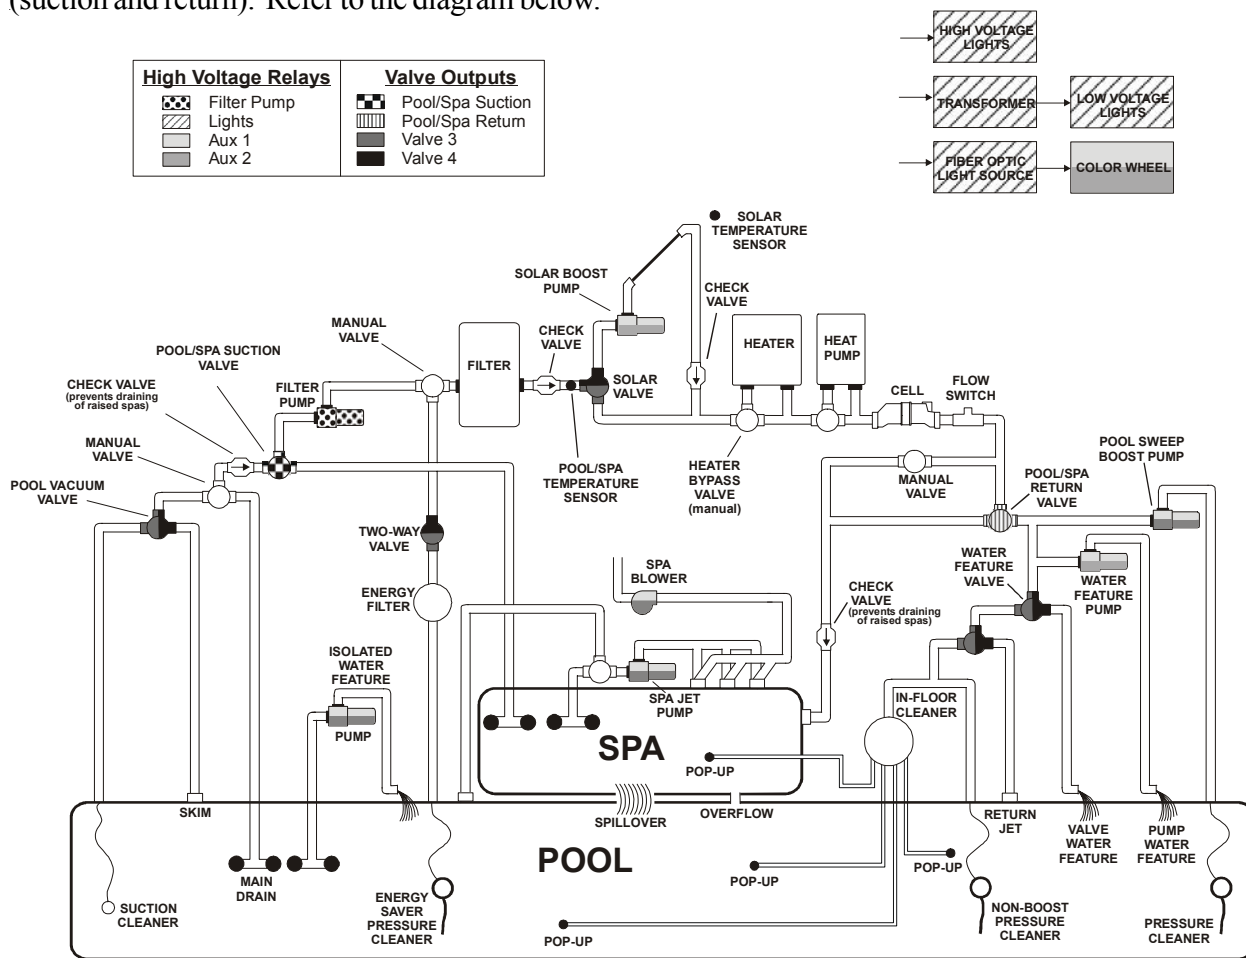 (suction and return). Refer to the diagram below.
HIGH VOLTAGE
LIGHTS
TRANSFORMER
LOW VOLTAGE
LIGHTS
FIBER OPTIC
LIGHT SOURCE
COLOR WHEEL
High Voltage Relays
Filter Pump
Lights
Aux 1
Aux 2
Valve Outputs
Pool/Spa Suction
Pool/Spa Return
Valve 3
Valve 4
SOLAR
TEMPERATURE
SENSOR
SOLAR BOOST
PUMP
CHECK
VALVE
MANUAL
VALVE
CHECK
VALVE
FILTER
HEATER
HEAT
PUMP
POOL/SPA SUCTION
VALVE
CHECK VALVE
(prevents draining
of raised spas)
FILTER
PUMP
SOLAR
VALVE
CELL
FLOW
SWITCH
MANUAL
VALVE
POOL VACUUM
VALVE
POOL/SPA
TEMPERATURE
SENSOR
HEATER
BYPASS
VALVE
(manual)
MANUAL
VALVE
POOL/SPA
RETURN
VALVE
POOL SWEEP
BOOST PUMP
TWO-WAY
VALVE
ENERGY
FILTER
SPA
BLOWER
CHECK
VALVE
(prevents draining
of raised spas)
WATER
FEATURE
VALVE
WATER
FEATURE
PUMP
ISOLATED
WATER
FEATURE
PUMP
SPA JET
PUMP
IN-FLOOR
CLEANER
SPA
POP-UP
SKIM
SPILLOVER
OVERFLOW
RETURN
JET
VALVE
WATER
FEATURE
PUMP
WATER
FEATURE
POOL
MAIN
DRAIN
POP-UP
POP-UP
SUCTION
CLEANER
ENERGY
SAVER
PRESSURE
CLEANER
POP-UP
NON-BOOST
PRESSURE
CLEANER
PRESSURE
CLEANER